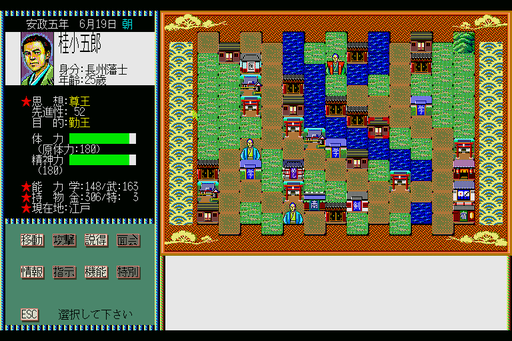 安政五年 6月19日 朝
桂小五郎
身分:長州藩士
年齢:25歳
★思 想:尊王
先進性: 52
目 的:勤王
体 力
(原体力:180)
精神力
(180)
★能 力 学:148/武:163
★持 物 金:306/特: 3
★現在地:江戸
移動 攻撃 説得 面会
情報 指示 機能 特別
ESC 選択して下さい